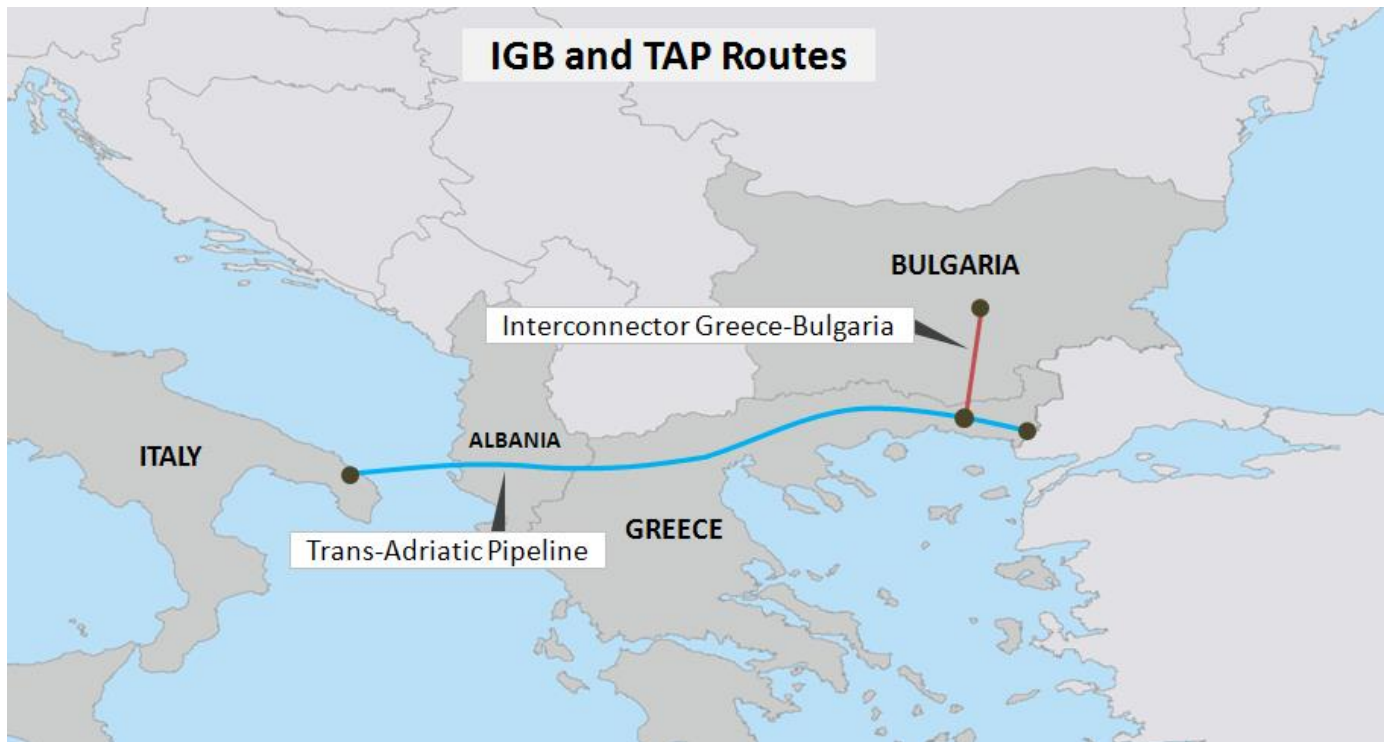 IGB and TAP Routes
BULGARIA
Interconnector Greece-Bulgaria
ALBANIA
ITALY
GREECE
Trans-Adriatic Pipeline